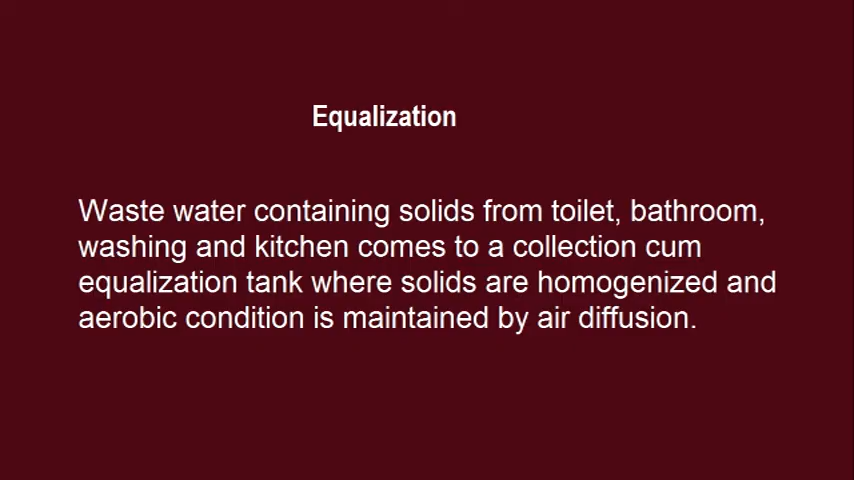 Equalization
Waste water containing solids from toilet, bathroom,
washing and kitchen comes to a collection cum
equalization tank where solids are homogenized and
aerobic condition is maintained by air diffusion.